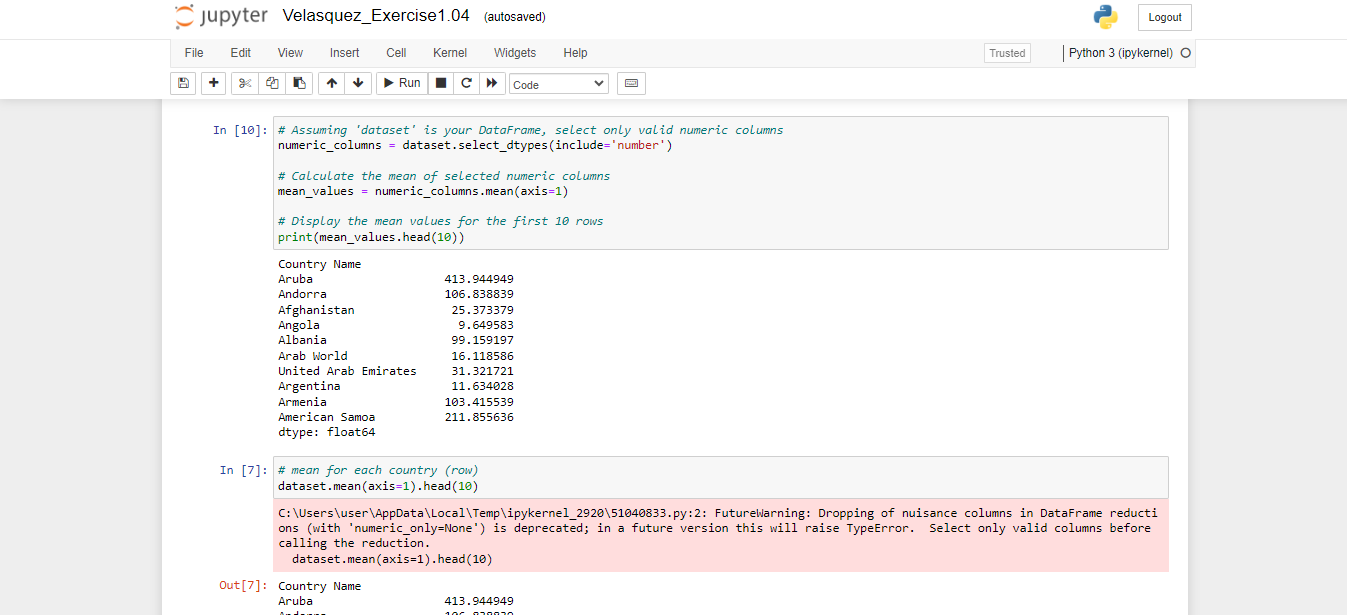 jupyter Velasquez_Exercise1.04 (autosaved)
Logout
File Edit View Insert Cell Kernel Widgets Help
Trusted
Python 3 (ipykernel)
Run
Code
In [10]:
# Assuming 'dataset' is your DataFrame, select only valid numeric columns
numeric_columns = dataset.select_dtypes(include='number')
# Calculate the mean of selected numeric columns
mean_values = numeric_columns.mean(axis=1)
# Display the mean values for the first 10 rows
print(mean_values.head(10))
Country Name
Aruba 413.944949
Andorra 106.838839
Afghanistan 25.373379
Angola 9.649583
Albania 99.159197
Arab World 16.118586
United Arab Emirates 31.321721
Argentina 11.634028
Armenia 103.415539
American Samoa 211.855636
dtype: float64
In [7]:
# mean for each country (row)
dataset.mean(axis=1).head(10)
C:\Users\user\AppData\Local\Temp\ipykernel_2920\51040833.py:2: FutureWarning: Dropping of nuisance columns in DataFrame reducti
ons (with 'numeric_only=None') is deprecated; in a future version this will raise TypeError.  Select only valid columns before
calling the reduction.
dataset.mean(axis=1).head(10)
Out[7]:
Country Name
Aruba 413.944949